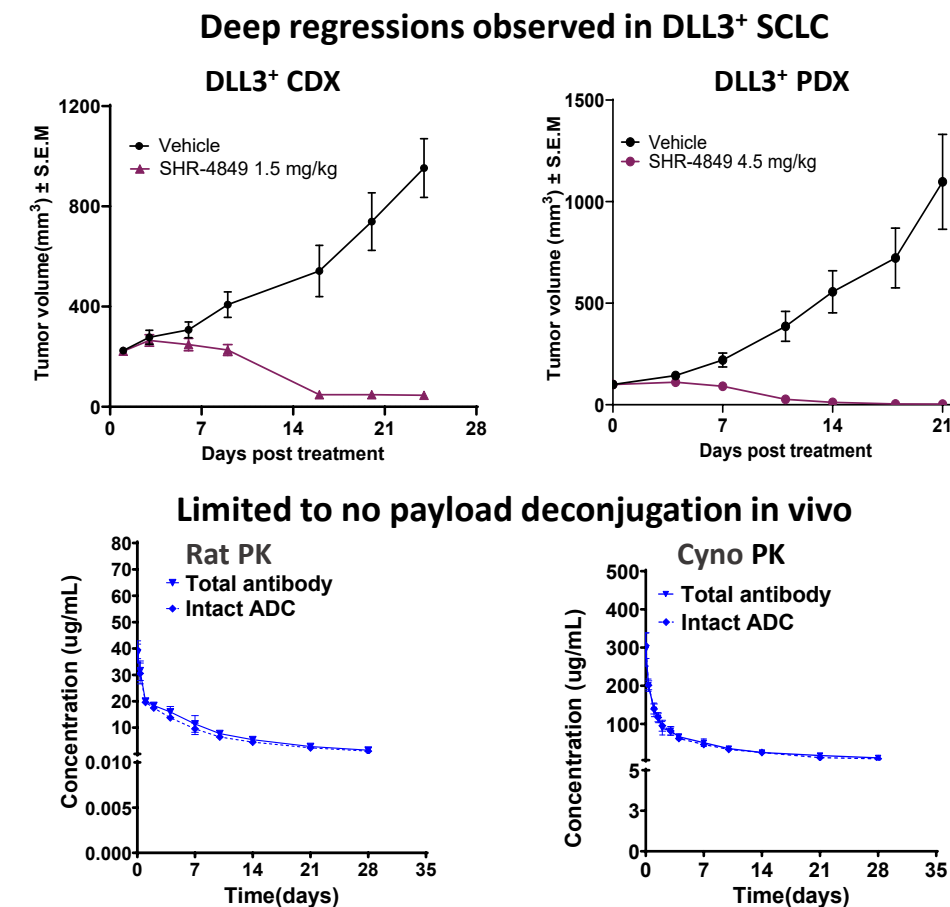 Deep regressions observed in DLL3⁺ SCLC
DLL3⁺ CDX
Tumor volume(mm³) ± S.E.M
1200
800
400
0
Vehicle
SHR-4849 1.5 mg/kg
0 7 14 21 28
Days post treatment
DLL3⁺ PDX
Tumor volume (mm³) ± S.E.M
1500
1000
500
0
Vehicle
SHR-4849 4.5 mg/kg
0 7 14 21
Days post treatment
Limited to no payload deconjugation in vivo
Rat PK
Total antibody
Intact ADC
Concentration (ug/mL)
80
70
60
50
40
30
20
10
0.010
0.005
0.000
0 7 14 21 28 35
Time(days)
Cyno PK
Total antibody
Intact ADC
Concentration (ug/mL)
500
400
300
200
100
5
3
0
0 7 14 21 28 35
Time(days)